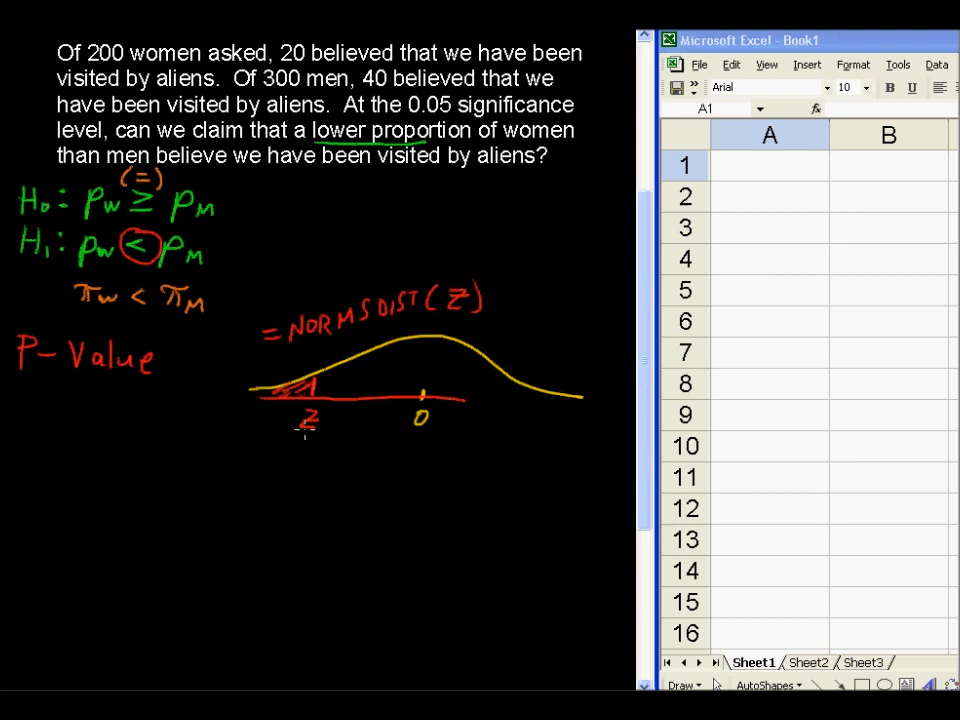 Of 200 women asked, 20 believed that we have been
visited by aliens. Of 300 men, 40 believed that we
have been visited by aliens. At the 0.05 significance
level, can we claim that a lower proportion of women
than men believe we have been visited by aliens?
(=)
H₀: pW ≥ pM
H₁: pW < pM
πW < πM
P-Value
=NORMSDIST(Z)
Z 0
Microsoft Excel - Book1
File Edit View Insert Format Tools Data
» Arial 10 B U
A1 fx
A B
1
2
3
4
5
6
7
8
9
10
11
12
13
14
15
16
Sheet1 / Sheet2 / Sheet3 /
Draw AutoShapes